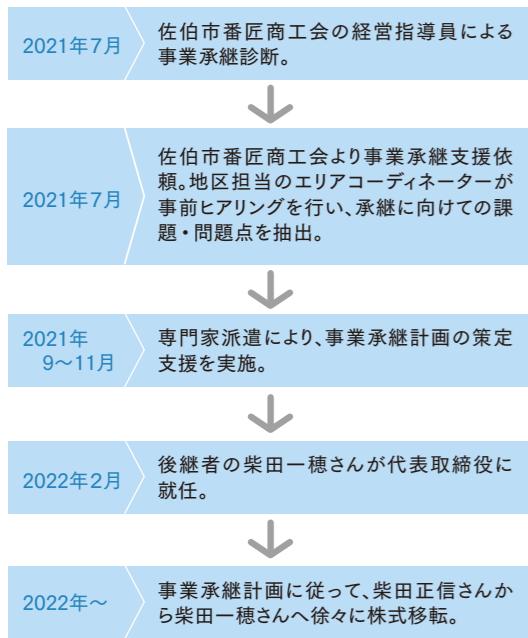 2021年7月
佐伯市番匠商工会の経営指導員による
事業承継診断。
2021年7月
佐伯市番匠商工会より事業承継支援依
頼。地区担当のエリアコーディネーターが
事前ヒアリングを行い、承継に向けての課
題・問題点を抽出。
2021年
9〜11月
専門家派遣により、事業承継計画の策定
支援を実施。
2022年2月
後継者の柴田一穂さんが代表取締役に
就任。
2022年〜
事業承継計画に従って、柴田正信さんか
ら柴田一穂さんへ徐々に株式移転。